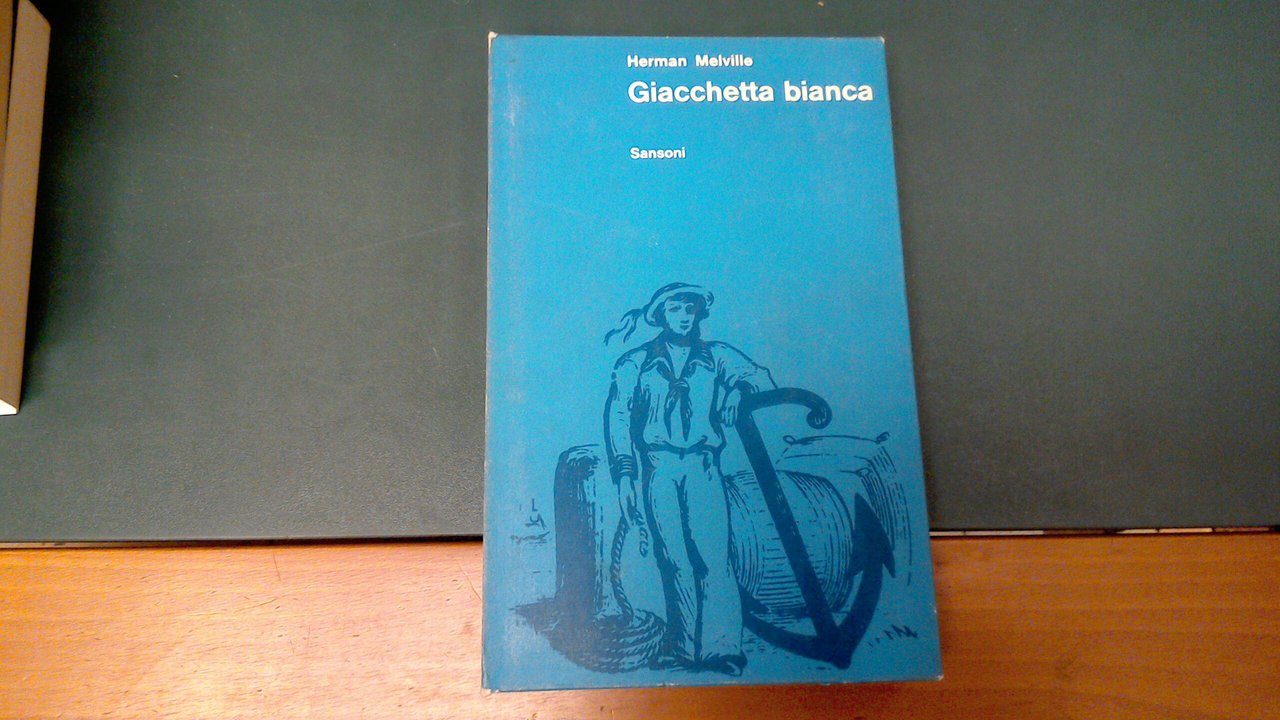 Herman Melville
Giacchetta bianca
Sansoni